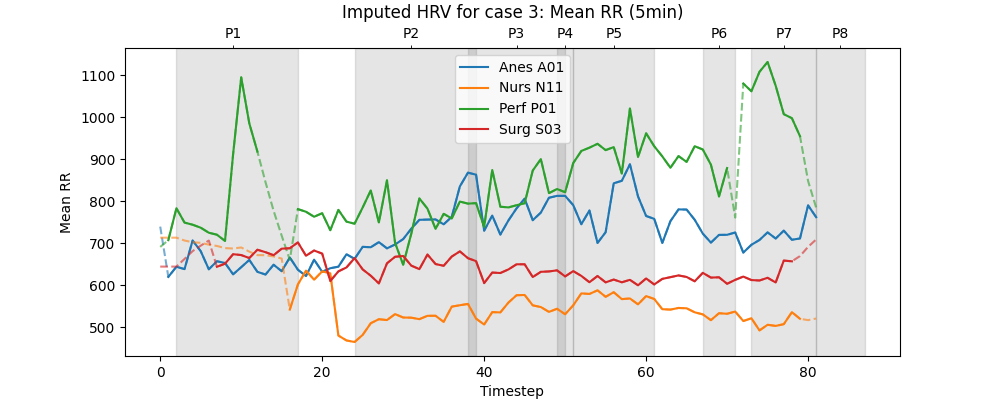 Imputed HRV for case 3: Mean RR (5min)
P1 P2 P3 P4 P5 P6 P7 P8
Mean RR
1100
1000
900
800
700
600
500
Anes A01
Nurs N11
Perf P01
Surg S03
0 20 40 60 80
Timestep